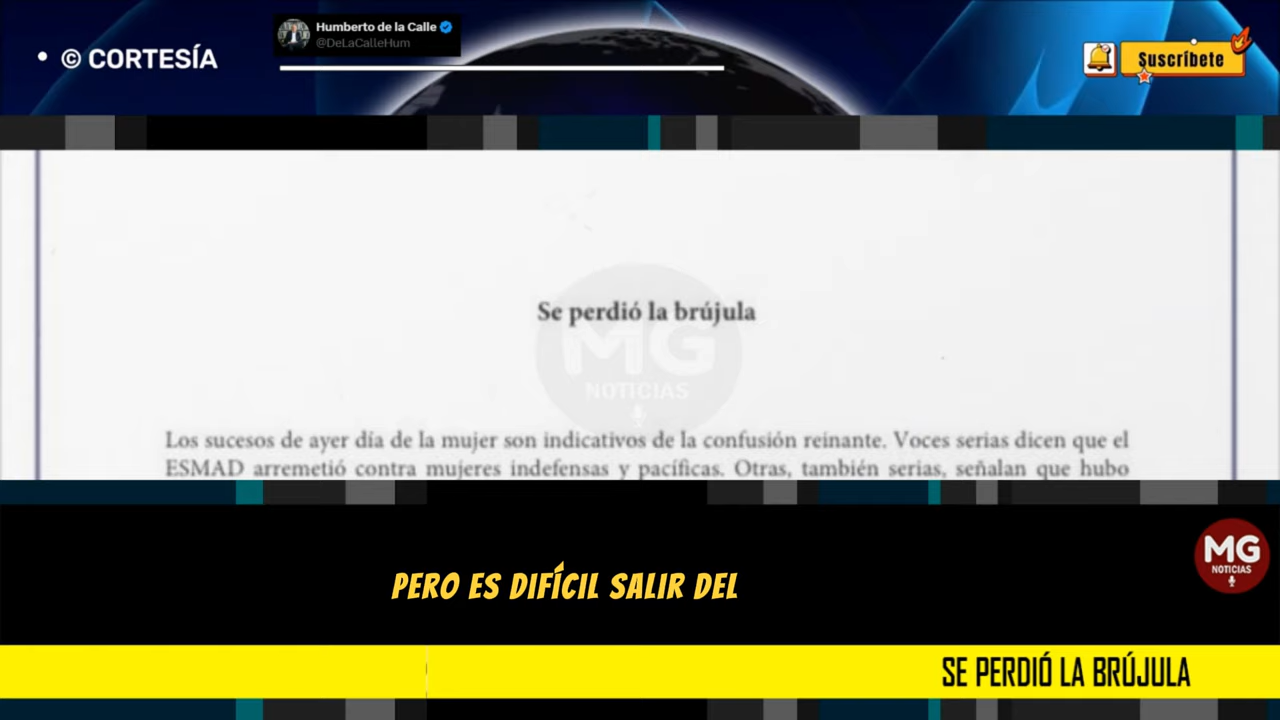 • © CORTESÍA
Humberto de la Calle
@DeLaCalleHum
Suscríbete
Se perdió la brújula
MG
NOTICIAS
Los sucesos de ayer día de la mujer son indicativos de la confusión reinante. Voces serias dicen que el
ESMAD arremetió contra mujeres indefensas y pacíficas. Otras, también serias, señalan que hubo
PERO ES DIFÍCIL SALIR DEL
MG
NOTICIAS
SE PERDIÓ LA BRÚJULA